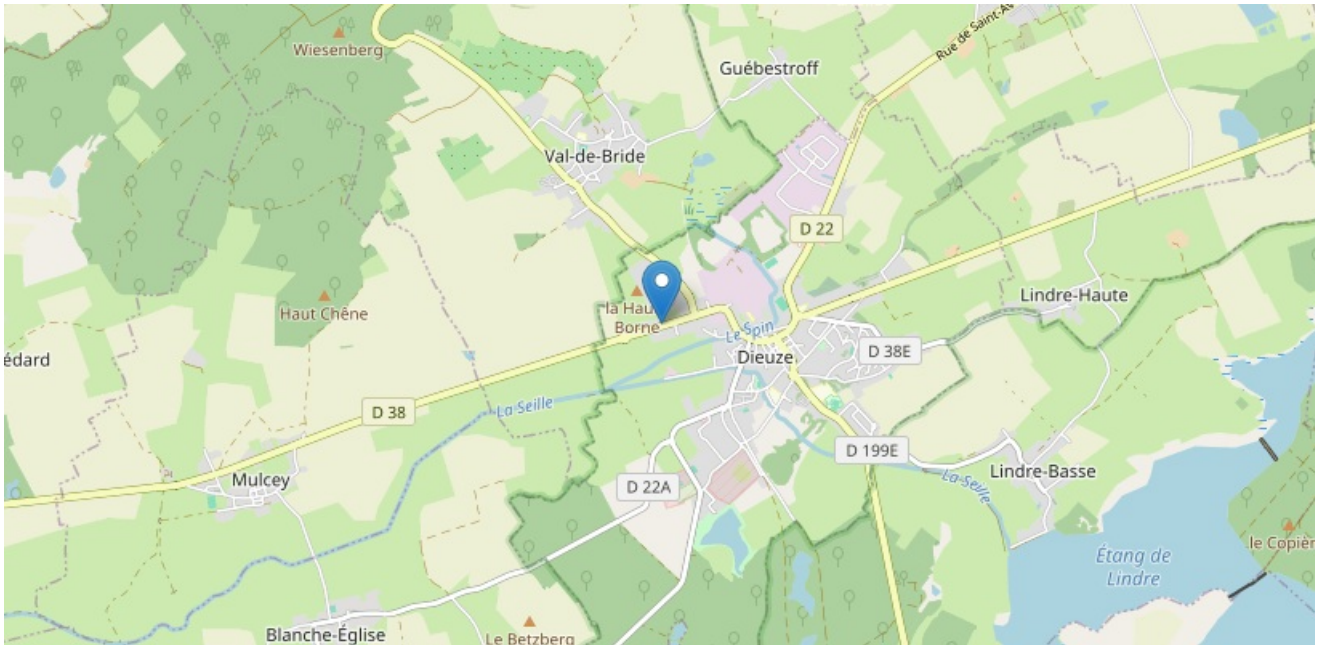 Rue de Saint-Av
Wiesenberg
Guébestroff
Val-de-Bride
D 22
Lindre-Haute
la Hau
Borne
Haut Chêne
Le Spin
Dieuze
D 38E
édard
La Seille
D 38
D 199E
Mulcey
D 22A
La Seille
Lindre-Basse
le Copièr
Étang de
Lindre
Blanche-Église
Le Betzberg